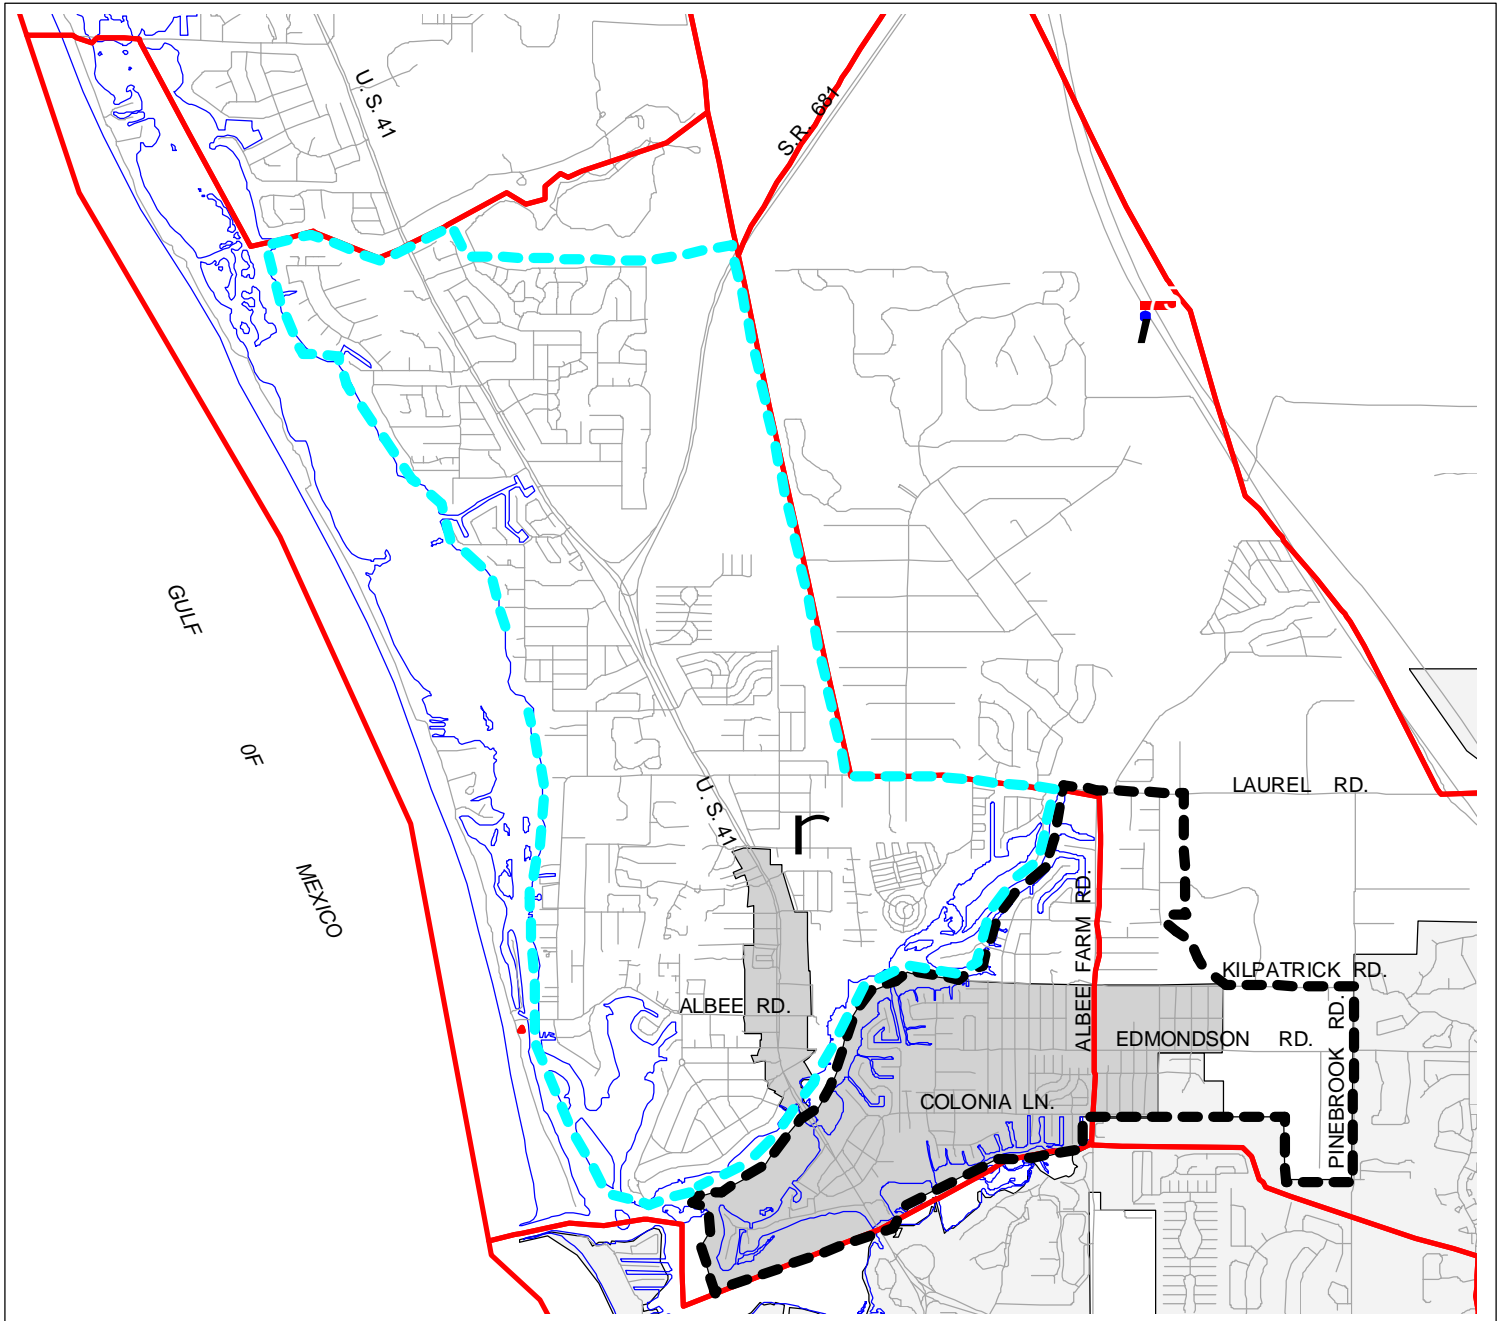 U. S. 41
S.R. 681
GULF
0F
MEXICO
LAUREL RD.
U. S. 41
r
ALBEE FARM RD.
KILPATRICK RD.
ALBEE RD.
EDMONDSON RD.
PINEBROOK RD.
COLONIA LN.